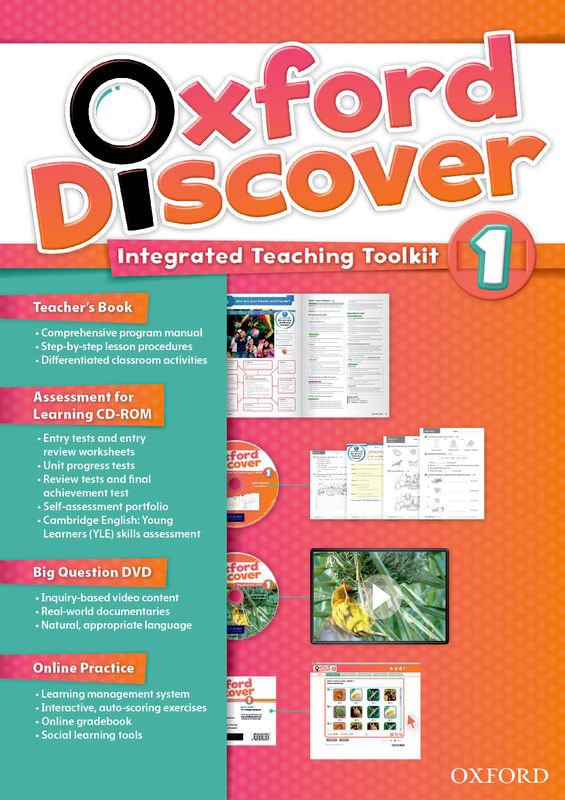 Oxford
Discover
Integrated Teaching Toolkit 1
Teacher's Book
• Comprehensive program manual
• Step-by-step lesson procedures
• Differentiated classroom activities
Assessment for
Learning CD-ROM
• Entry tests and entry
review worksheets
• Unit progress tests
• Review tests and final
achievement test
• Self-assessment portfolio
• Cambridge English: Young
Learners (YLE) skills assessment
Big Question DVD
• Inquiry-based video content
• Real-world documentaries
• Natural, appropriate language
Online Practice
• Learning management system
• Interactive, auto-scoring exercises
• Online gradebook
• Social learning tools
OXFORD